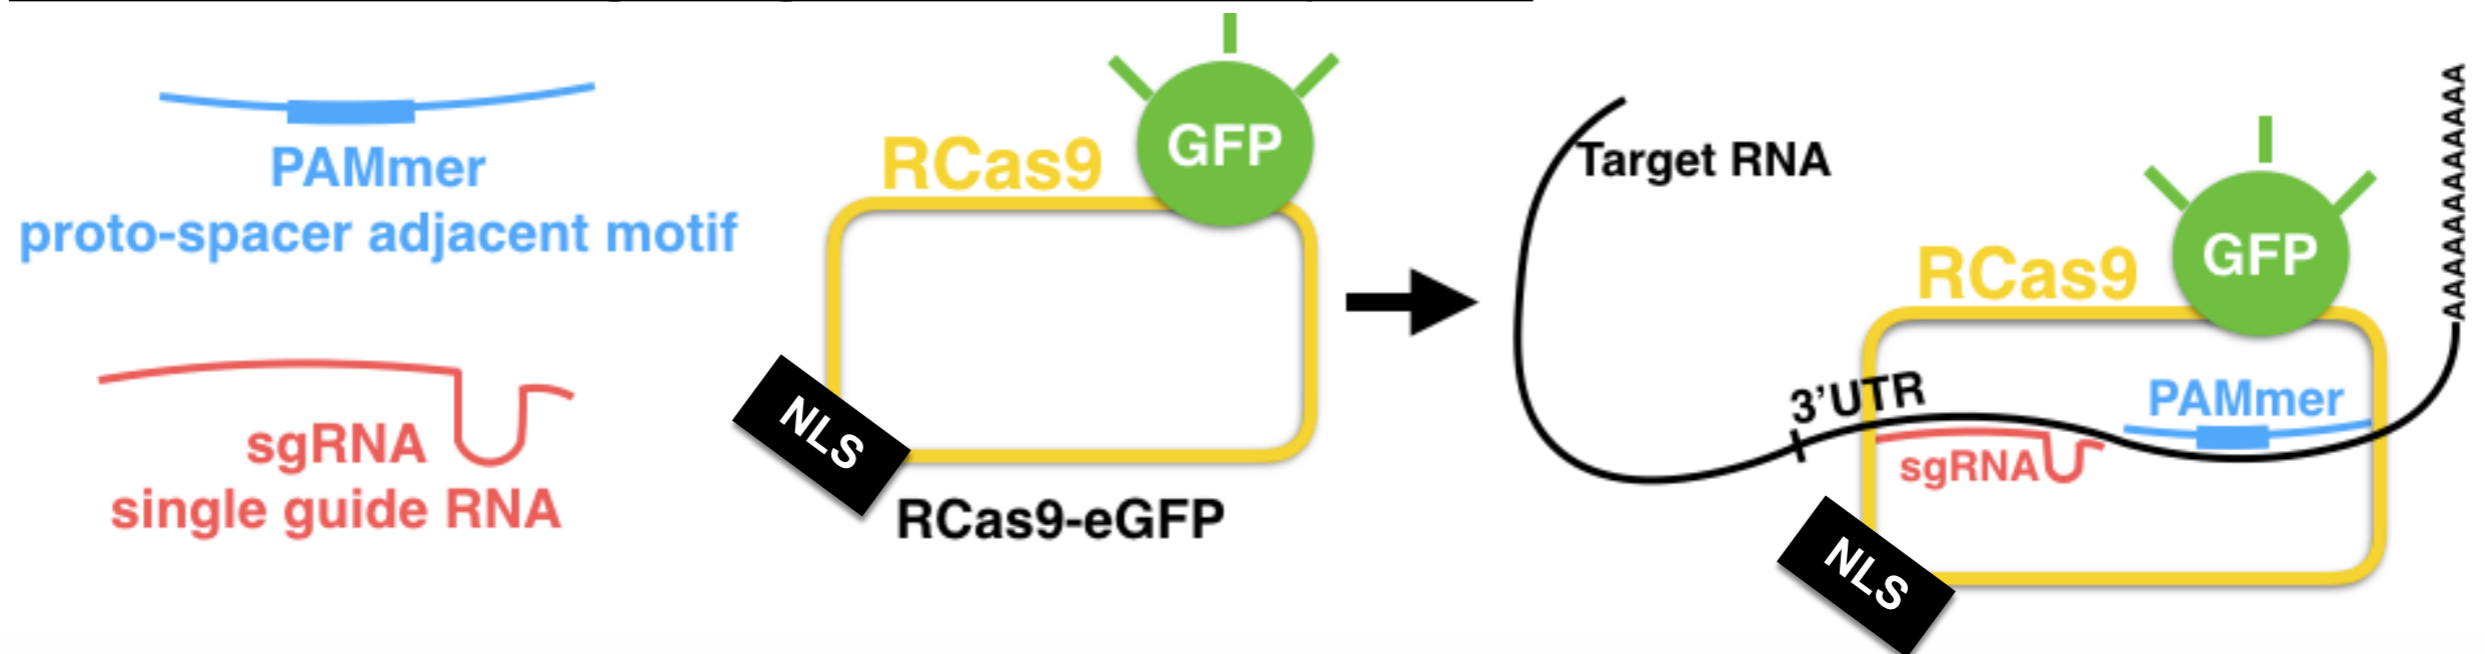 PAMmer
proto-spacer adjacent motif
sgRNA
single guide RNA
RCas9
GFP
NLS
RCas9-eGFP
Target RNA
AAAAAAAAAAAAAA
RCas9
GFP
3'UTR
PAMmer
sgRNA
NLS